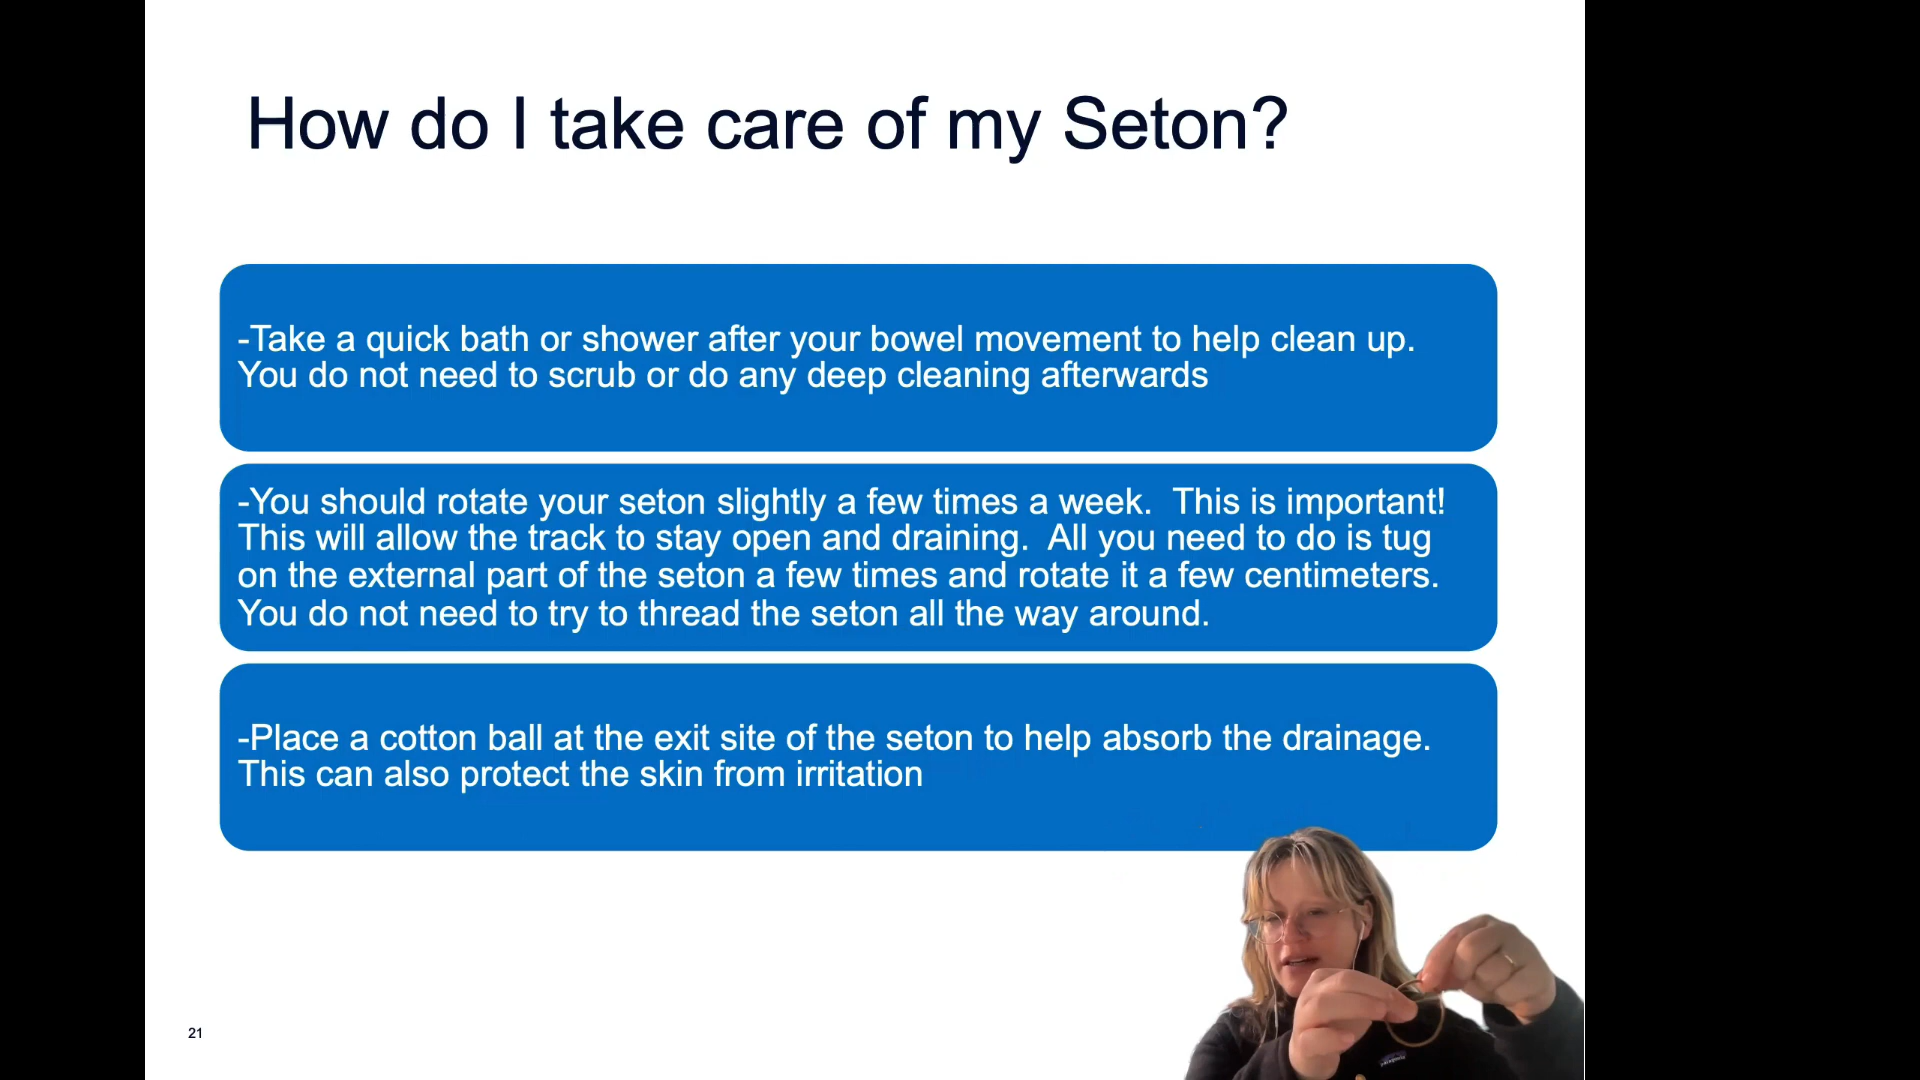 How do I take care of my Seton?
-Take a quick bath or shower after your bowel movement to help clean up.
You do not need to scrub or do any deep cleaning afterwards
-You should rotate your seton slightly a few times a week.  This is important!
This will allow the track to stay open and draining.  All you need to do is tug
on the external part of the seton a few times and rotate it a few centimeters.
You do not need to try to thread the seton all the way around.
-Place a cotton ball at the exit site of the seton to help absorb the drainage.
This can also protect the skin from irritation
21